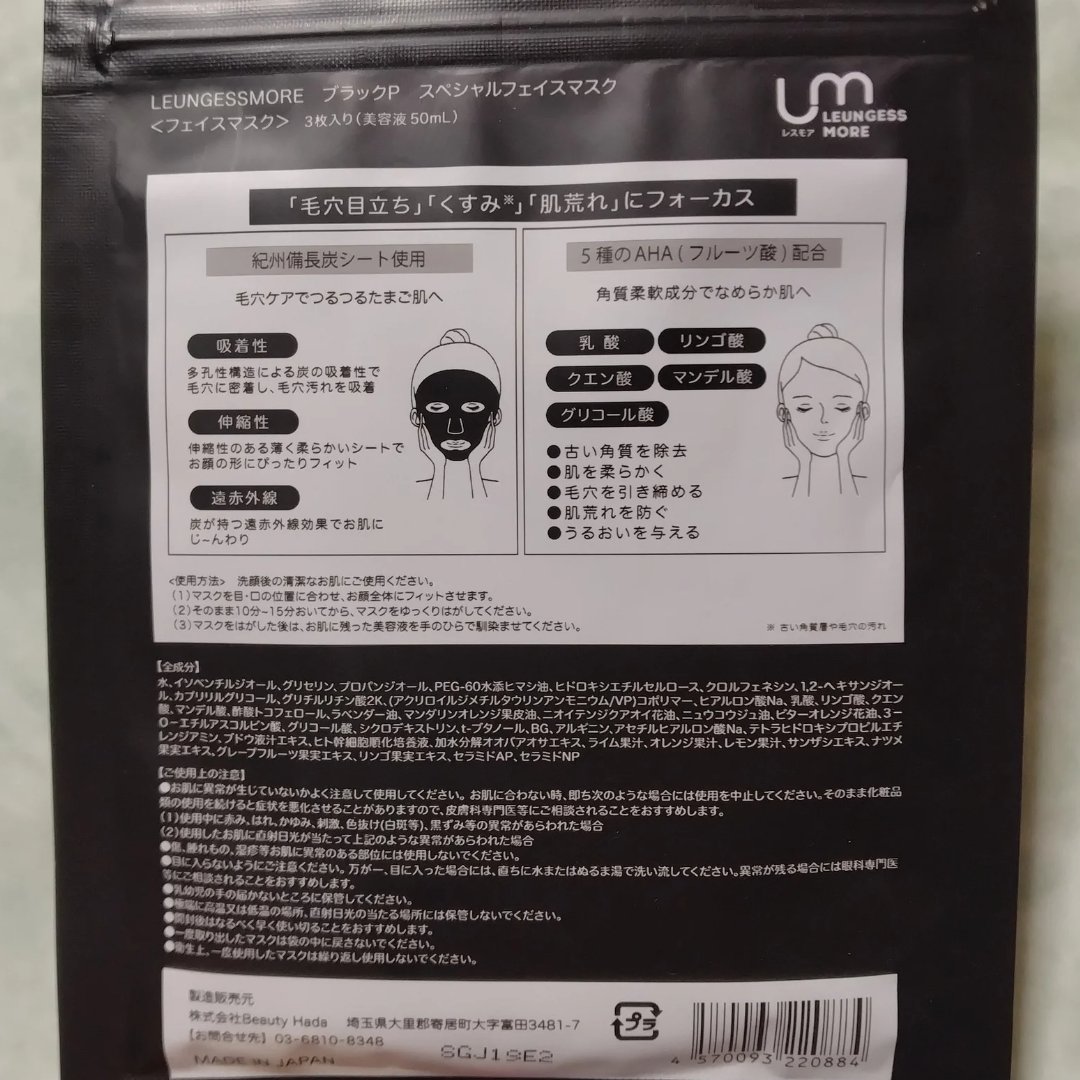 LEUNGESSMORE ブラックP スペシャルフェイスマスク
<フェイスマスク> 3枚入り(美容液 50mL)
um
LEUNGESS
レスモア MORE
「毛穴目立ち」「くすみ※」「肌荒れ」にフォーカス
紀州備長炭シート使用
毛穴ケアでつるつるたまご肌へ
吸着性
多孔性構造による炭の吸着性で
毛穴に密着し、毛穴汚れを吸着
伸縮性
伸縮性のある薄く柔らかいシートで
お顔の形にぴったりフィット
遠赤外線
炭が持つ遠赤外線効果でお肌に
じ~んわり
5種のAHA(フルーツ酸)配合
角質柔軟成分でなめらか肌へ
乳酸 リンゴ酸
クエン酸 マンデル酸
グリコール酸
●古い角質を除去
●肌を柔らかく
●毛穴を引き締める
●肌荒れを防ぐ
●うるおいを与える
<使用方法> 洗顔後の清潔なお肌にご使用ください。
(1)マスクを目・口の位置に合わせ、お顔全体にフィットさせます。
(2)そのまま10分~15分おいてから、マスクをゆっくりはがしてください。
(3)マスクをはがした後は、お肌に残った美容液を手のひらで馴染ませてください。
※ 古い角質層や毛穴の汚れ
【全成分】
水、イソペンチルジオール、グリセリン、プロパンジオール、PEG-60水添ヒマシ油、ヒドロキシエチルセルロース、クロルフェネシン、1,2-ヘキサンジオー
ル、カプリリルグリコール、グリチルリチン酸2K、(アクリロイルジメチルタウリンアンモニウム/VP)コポリマー、ヒアルロン酸Na、乳酸、リンゴ酸、クエン
酸、マンデル酸、酢酸トコフェロール、ラベンダー油、マンダリンオレンジ果皮油、ニオイテンジクアオイ花油、ニュウコウジュ油、ビターオレンジ花油、3-
O-エチルアスコルビン酸、グリコール酸、シクロデキストリン、t-ブタノール、BG、アルギニン、アセチルヒアルロン酸Na、テトラヒドロキシプロピルエ
チレンジアミン、ブドウ液汁エキス、ヒト幹細胞順化培養液、加水分解オオバアオサエキス、ライム果汁、オレンジ果汁、レモン果汁、サンザシエキス、ナツメ
果実エキス、グレープフルーツ果実エキス、リンゴ果実エキス、セラミドAP、セラミドNP
【ご使用上の注意】
●お肌に異常が生じていないかよく注意して使用してください。お肌に合わない時、即ち次のような場合には使用を中止してください。そのまま化粧品
類の使用を続けると症状を悪化させることがありますので、皮膚科専門医等にご相談されることをおすすめします。
(1)使用中に赤み、はれ、かゆみ、刺激、色抜け(白斑等)、黒ずみ等の異常があらわれた場合
(2)使用したお肌に直射日光が当たって上記のような異常があらわれた場合
●傷、腫れもの、湿疹等お肌に異常のある部位には使用しないでください。
●目に入らないようにご注意ください。万が一、目に入った場合には、直ちに水またはぬるま湯で洗い流してください。異常が残る場合には眼科専門医
等にご相談されることをおすすめします。
●乳幼児の手の届かないところに保管してください。
●極端に高温又は低温の場所、直射日光の当たる場所には保管しないでください。
●開封後はなるべく早く使い切ることをおすすめします。
●一度取り出したマスクは袋の中に戻さないでください。
●衛生上、一度使用したマスクは繰り返し使用しないでください。
製造販売元
株式会社Beauty Hada 埼玉県大里郡寄居町大字富田3481-7
【お問合せ先】03-6810-8348
MADE IN JAPAN
SGJ19E2
プラ
4 570093 220884